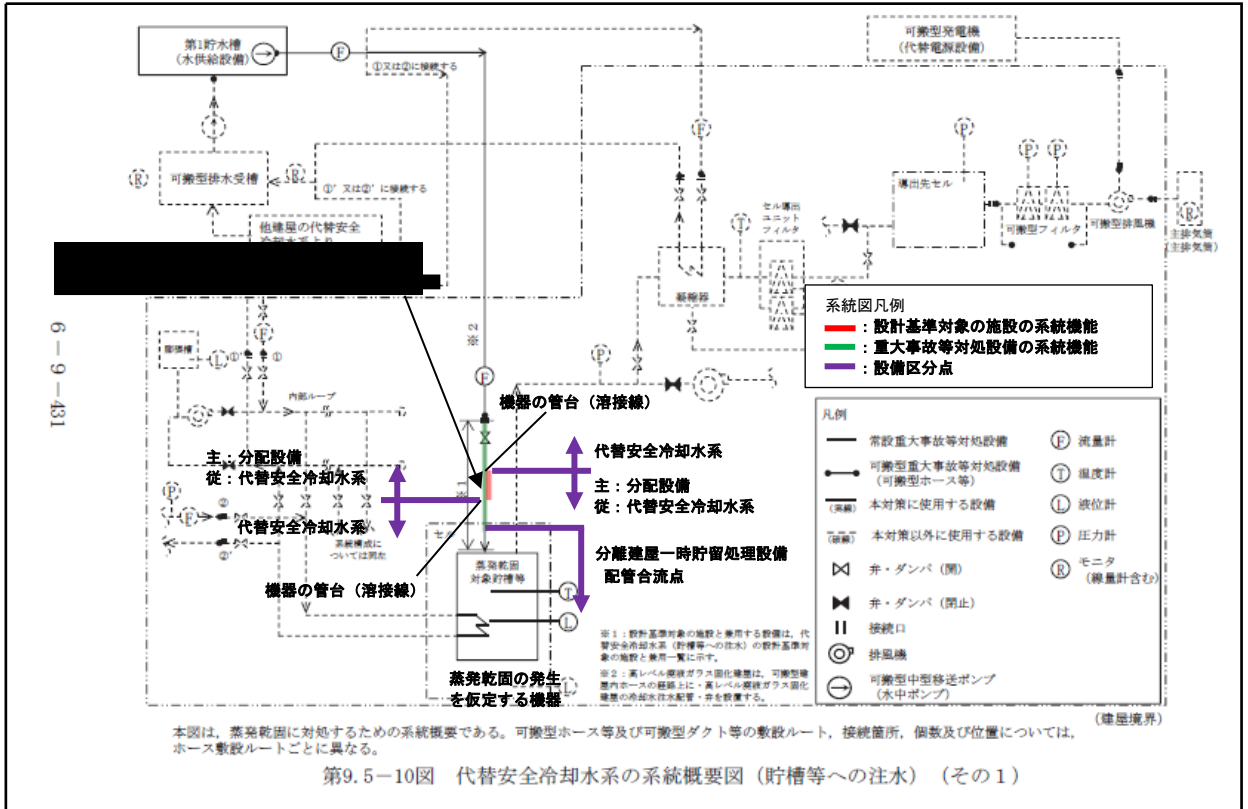 第1貯水槽
(水供給設備)
F
①又は②に接続する
可搬型発電機
(代替電源設備)
F
P
P
P
R
可搬型排水受槽
R
①' 又は②' に接続する
他建屋の代替安全
導出先セル
セル導出
ユニット
フィルタ
T
凝縮器
可搬型フィルタ
可搬型排風機
R
主排気筒
(主排気筒)
系統図凡例
:設計基準対象の施設の系統機能
:重大事故等対処設備の系統機能
:設備区分点
6-9-431
膨張槽
L
①'
F
①
※2
P
F
内部ループ
機器の管台(溶接線)
主:分配設備
従:代替安全冷却水系
代替安全冷却水系
代替安全冷却水系
主:分配設備
従:代替安全冷却水系
※1
P
F
②
②'
系統構成に
ついては同左
セル
機器の管台(溶接線)
蒸発乾固
対象貯槽等
T
L
分離建屋一時貯留処理設備
配管合流点
蒸発乾固の発生
を仮定する機器
L
※1:設計基準対象の施設と兼用する設備は、代
替安全冷却水系(貯槽等への注水)の設計基準対
象の施設と兼用一覧に示す。
※2:高レベル廃液ガラス固化建屋は、可搬型建
屋内ホースの経路上に・高レベル廃液ガラス固化
建屋の冷却水注水配管・弁を設置する。
凡例
常設重大事故等対処設備
可搬型重大事故等対処設備
(可搬型ホース等)
(実線)
本対策に使用する設備
(破線)
本対策以外に使用する設備
弁・ダンパ(開)
弁・ダンパ(閉止)
接続口
排風機
可搬型中型移送ポンプ
(水中ポンプ)
F 流量計
T 温度計
L 液位計
P 圧力計
R モニタ
(線量計含む)
(建屋境界)
本図は,蒸発乾固に対処するための系統概要である。可搬型ホース等及び可搬型ダクト等の敷設ルート,接続箇所,個数及び位置については,
ホース敷設ルートごとに異なる。
第9.5-10図 代替安全冷却水系の系統概要図(貯槽等への注水)(その1)